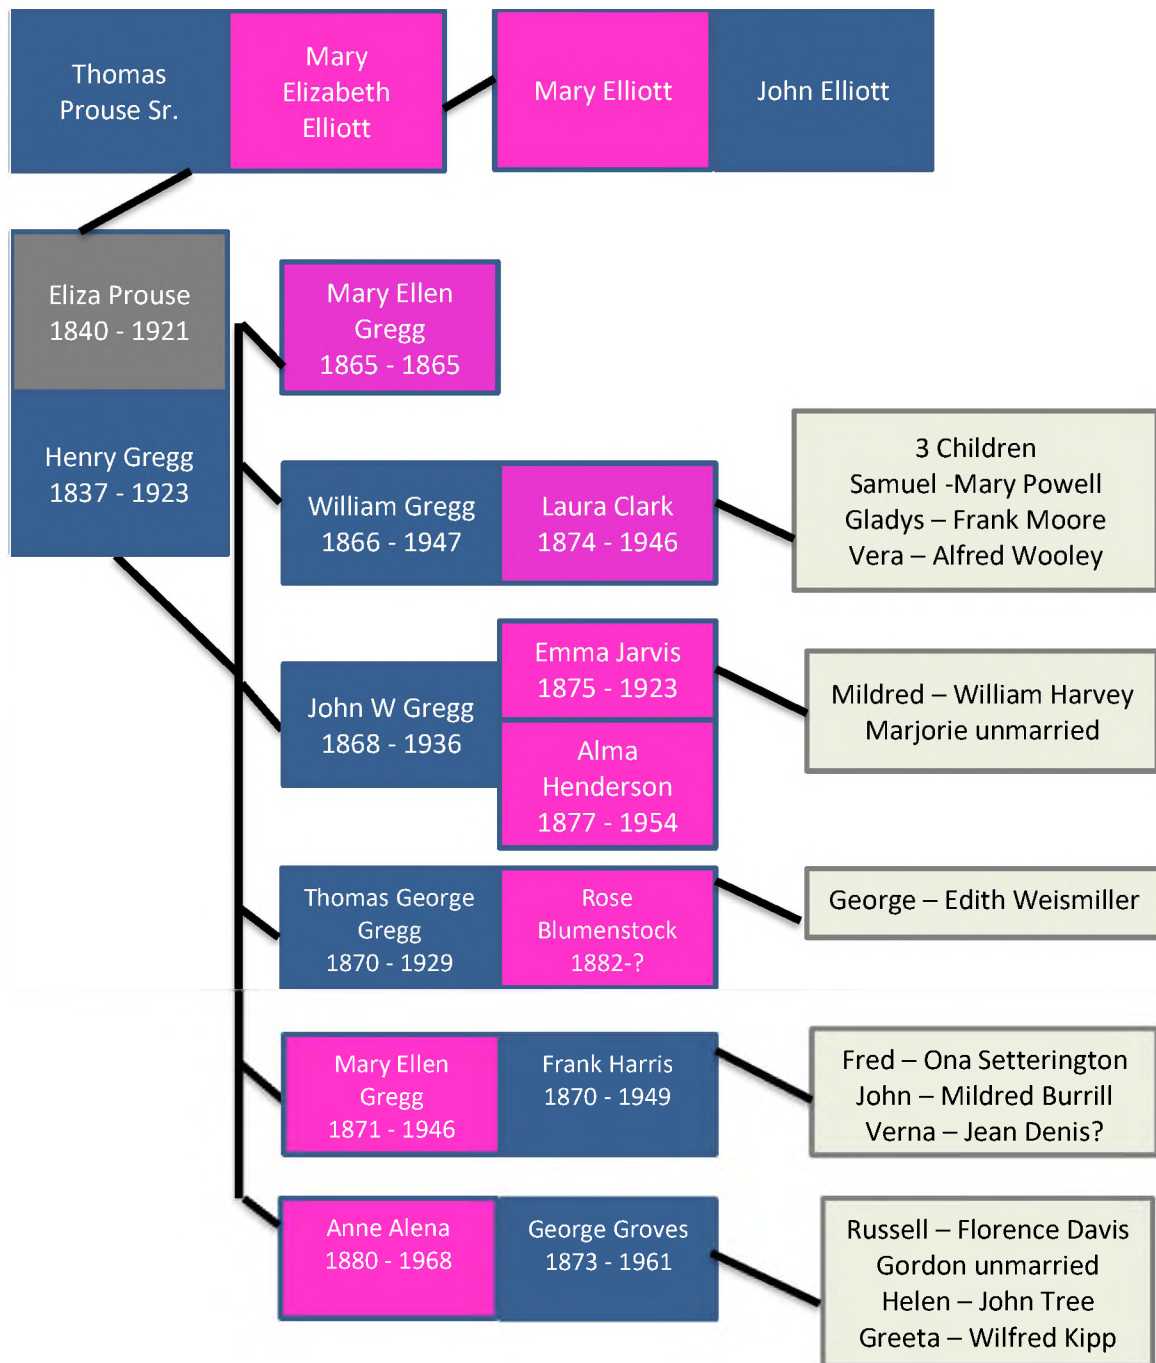 Thomas
Prouse Sr.
Mary
Elizabeth
Elliott
Mary Elliott
John Elliott
Eliza Prouse
1840 - 1921
Henry Gregg
1837 - 1923
Mary Ellen
Gregg
1865 - 1865
William Gregg
1866 - 1947
Laura Clark
1874 - 1946
3 Children
Samuel -Mary Powell
Gladys – Frank Moore
Vera – Alfred Wooley
John W Gregg
1868 - 1936
Emma Jarvis
1875 - 1923
Alma
Henderson
1877 - 1954
Mildred – William Harvey
Marjorie unmarried
Thomas George
Gregg
1870 - 1929
Rose
Blumenstock
1882-?
George – Edith Weismiller
Mary Ellen
Gregg
1871 - 1946
Frank Harris
1870 - 1949
Fred – Ona Setterington
John – Mildred Burrill
Verna – Jean Denis?
Anne Alena
1880 - 1968
George Groves
1873 - 1961
Russell – Florence Davis
Gordon unmarried
Helen – John Tree
Greeta – Wilfred Kipp